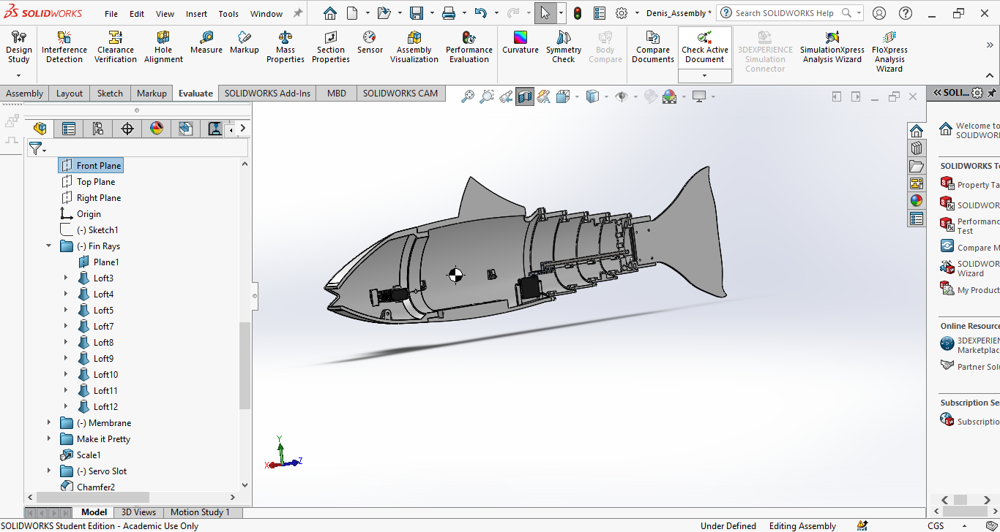 SOLIDWORKS
File Edit View Insert Tools Window
Denis_Assembly *
Search SOLIDWORKS Help
Design Study
Interference Detection
Clearance Verification
Hole Alignment
Measure
Markup
Mass Properties
Section Properties
Sensor
Assembly Visualization
Performance Evaluation
Curvature
Symmetry Check
Body Compare
Compare Documents
Check Active Document
3DEXPERIENCE Simulation Connector
SimulationXpress Analysis Wizard
FloXpress Analysis Wizard
Assembly Layout Sketch Markup Evaluate SOLIDWORKS Add-Ins MBD SOLIDWORKS CAM
SOLI...
Front Plane
Top Plane
Right Plane
Origin
(-) Sketch1
(-) Fin Rays
Plane1
Loft3
Loft4
Loft5
Loft7
Loft8
Loft9
Loft10
Loft11
Loft12
(-) Membrane
Make it Pretty
Scale1
(-) Servo Slot
Chamfer2
Y
X
Z
Welcome to
SOLIDWOR
SOLIDWORKS To
Property Ta
SOLIDWOR
Performanc
Test
Compare M
SOLIDWOR
Wizard
My Product
Online Resourc
3DEXPERIEN
Marketplac
Partner Solu
Subscription Se
Subscriptio
Model 3D Views Motion Study 1
SOLIDWORKS Student Edition - Academic Use Only
Under Defined Editing Assembly CGS